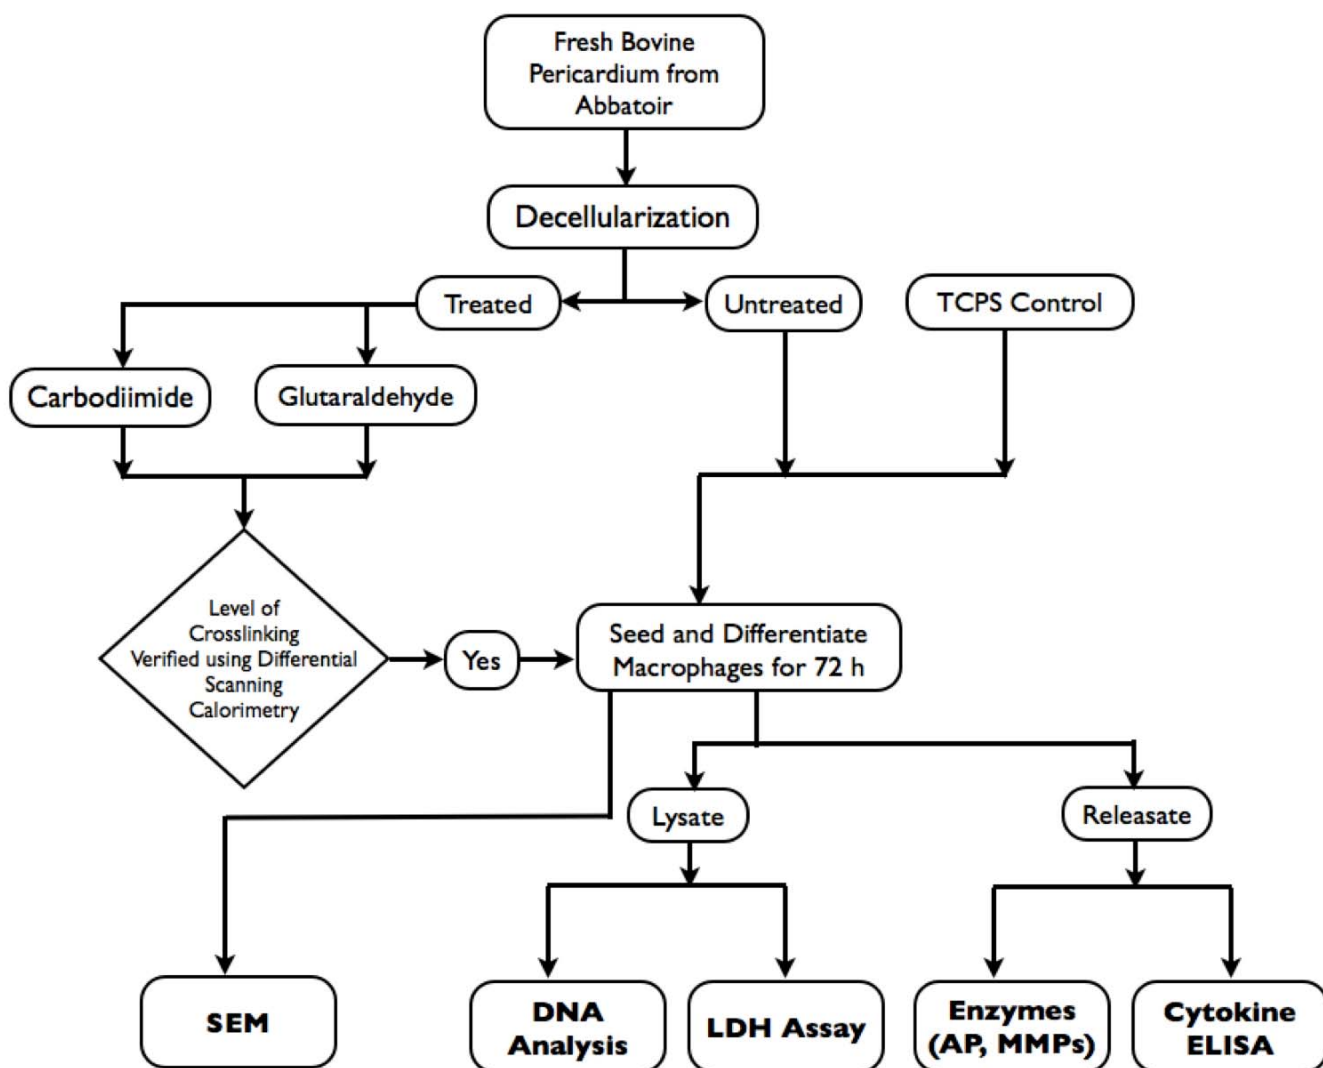 Fresh Bovine
Pericardium from
Abbatoir
Decellularization
Treated
Untreated
TCPS Control
Carbodiimide
Glutaraldehyde
Level of
Crosslinking
Verified using Differential
Scanning
Calorimetry
Yes
Seed and Differentiate
Macrophages for 72 h
Lysate
Releasate
SEM
DNA
Analysis
LDH Assay
Enzymes
(AP, MMPs)
Cytokine
ELISA